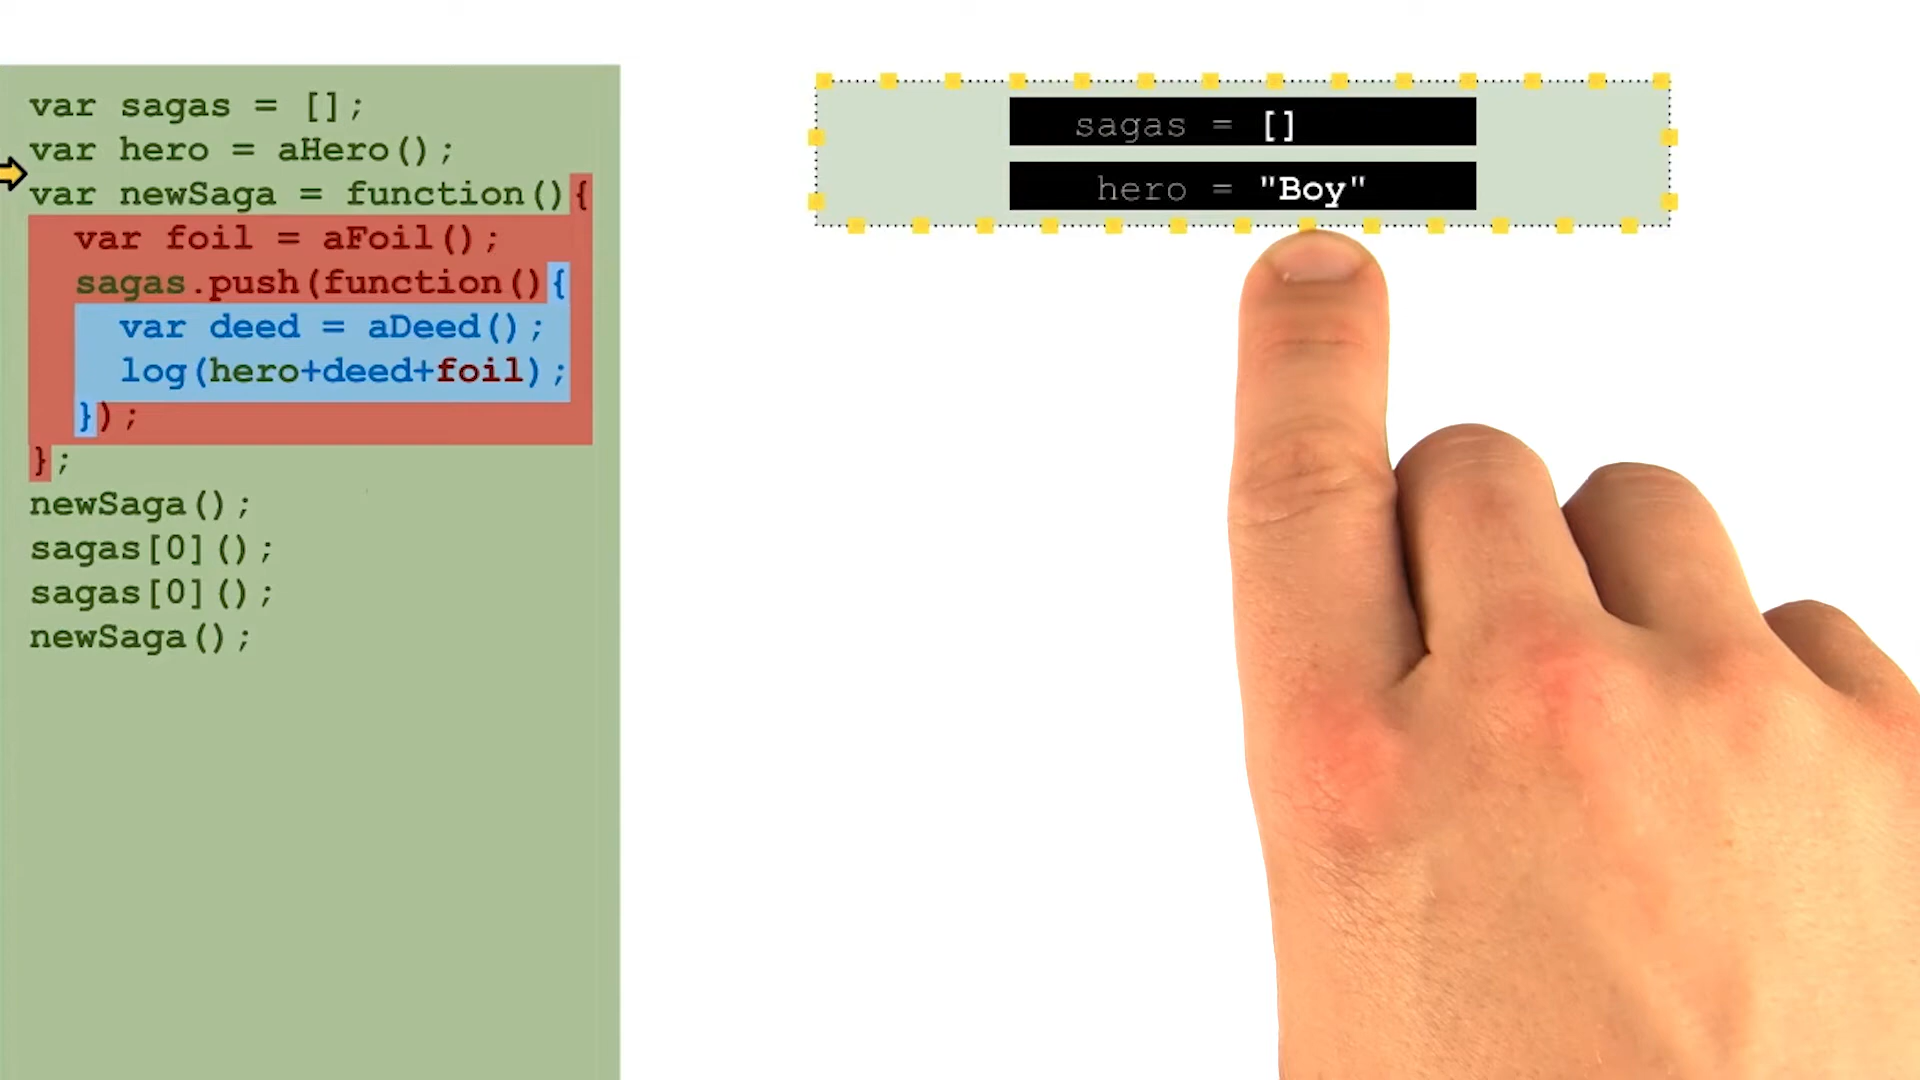 var sagas = [];
var hero = aHero();
var newSaga = function(){
var foil = aFoil();
sagas.push(function(){
var deed = aDeed();
log(hero+deed+foil);
});
};
newSaga();
sagas[0]();
sagas[0]();
newSaga();
sagas = []
hero = "Boy"